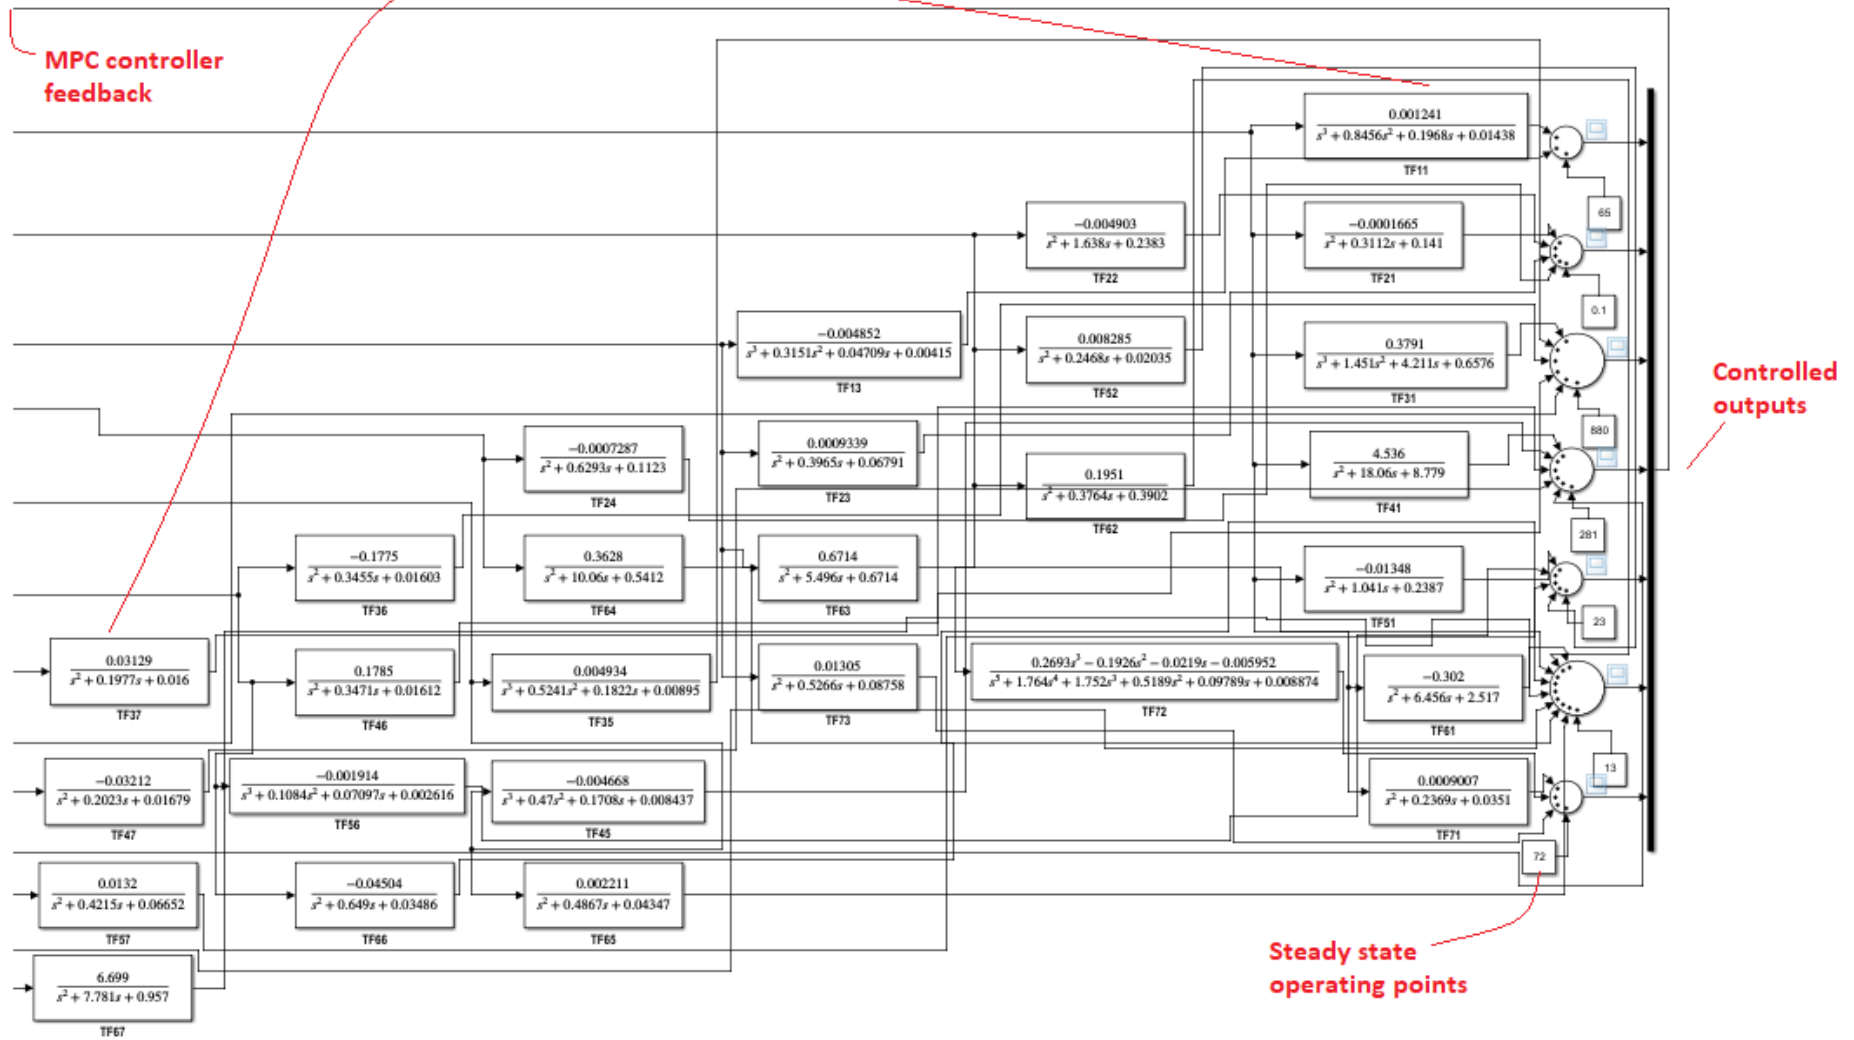 MPC controller
feedback
0.001241
s³ + 0.8456s² + 0.1968s + 0.01438
TF11
65
−0.004903
s² + 1.638s + 0.2383
TF22
−0.0001665
s² + 0.3112s + 0.141
TF21
0.1
−0.004852
s³ + 0.3151s² + 0.04709s + 0.00415
TF13
0.008285
s² + 0.2468s + 0.02035
TF52
0.3791
s³ + 1.451s² + 4.211s + 0.6576
TF31
Controlled
outputs
880
−0.0007287
s² + 0.6293s + 0.1123
TF24
0.0009339
s² + 0.3965s + 0.06791
TF23
0.1951
s² + 0.3764s + 0.3902
TF62
4.536
s² + 18.06s + 8.779
TF41
281
−0.1775
s² + 0.3455s + 0.01603
TF36
0.3628
s² + 10.06s + 0.5412
TF64
0.6714
s² + 5.496s + 0.6714
TF63
−0.01348
s² + 1.041s + 0.2387
TF51
23
0.03129
s² + 0.1977s + 0.016
TF37
0.1785
s² + 0.3471s + 0.01612
TF46
0.004934
s³ + 0.5241s² + 0.1822s + 0.00895
TF35
0.01305
s² + 0.5266s + 0.08758
TF73
0.2693s³ − 0.1926s² − 0.0219s − 0.005952
s⁵ + 1.764s⁴ + 1.752s³ + 0.5189s² + 0.09789s + 0.008874
TF72
−0.302
s² + 6.456s + 2.517
TF61
13
−0.03212
s² + 0.2023s + 0.01679
TF47
−0.001914
s³ + 0.1084s² + 0.07097s + 0.002616
TF56
−0.004668
s³ + 0.47s² + 0.1708s + 0.008437
TF45
0.0009007
s² + 0.2369s + 0.0351
TF71
72
0.0132
s² + 0.4215s + 0.06652
TF57
−0.04504
s² + 0.649s + 0.03486
TF66
0.002211
s² + 0.4867s + 0.04347
TF65
Steady state
operating points
6.699
s² + 7.781s + 0.957
TF67